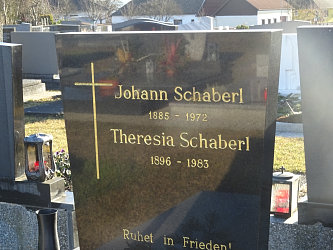 Johann Schaberl
1885 - 1972
Theresia Schaberl
1896 - 1983
Ruhet in Frieden!